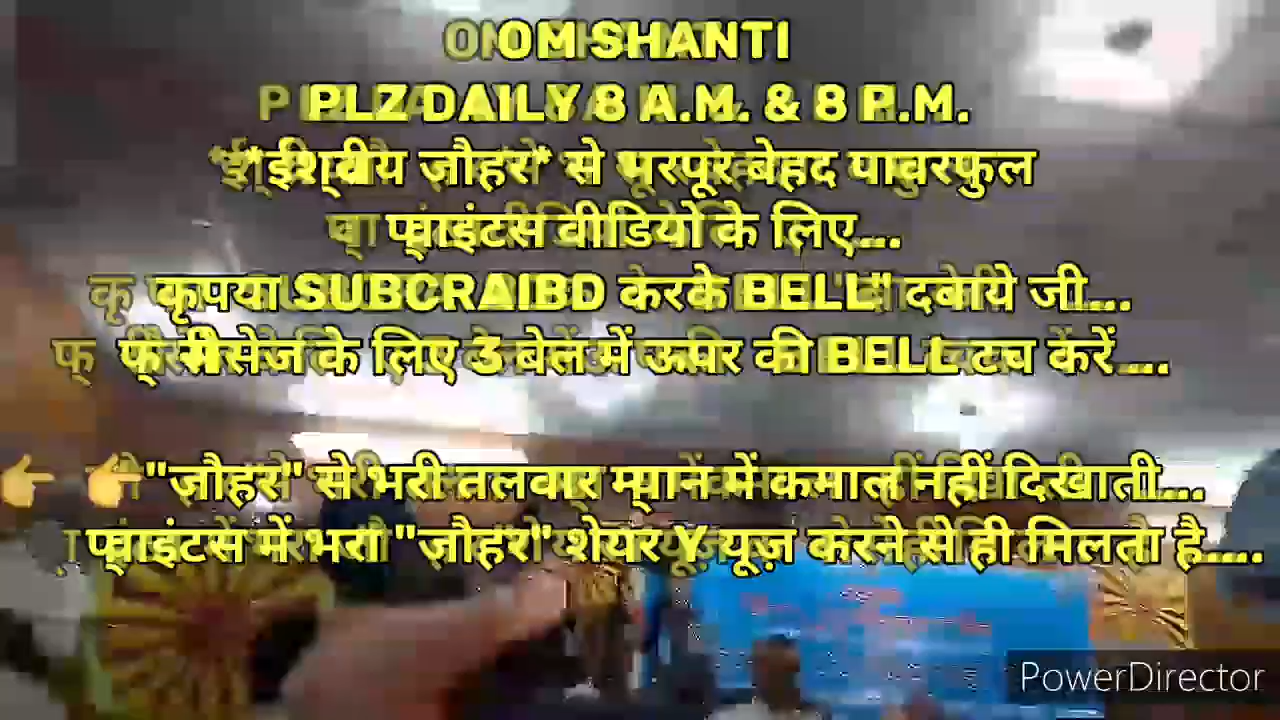 OM SHANTI
PLZ DAILY 8 A.M. & 8 P.M.
*ईश्वरीय ज़ौहर* से भरपूर बेहद पावरफुल
पाइंटस वीडियो के लिए...
कृपया SUBCRAIBD करके BELL" दबाये जी...
फ्री मैसेज के लिए 3 बेल में ऊपर की BELL टच करें....
👉"ज़ौहर" से भरी तलवार म्यान में कमाल नहीं दिखाती....
पाइंटस में भरा "ज़ौहर" शेयर Y यूज़ करने से ही मिलता है....
PowerDirector